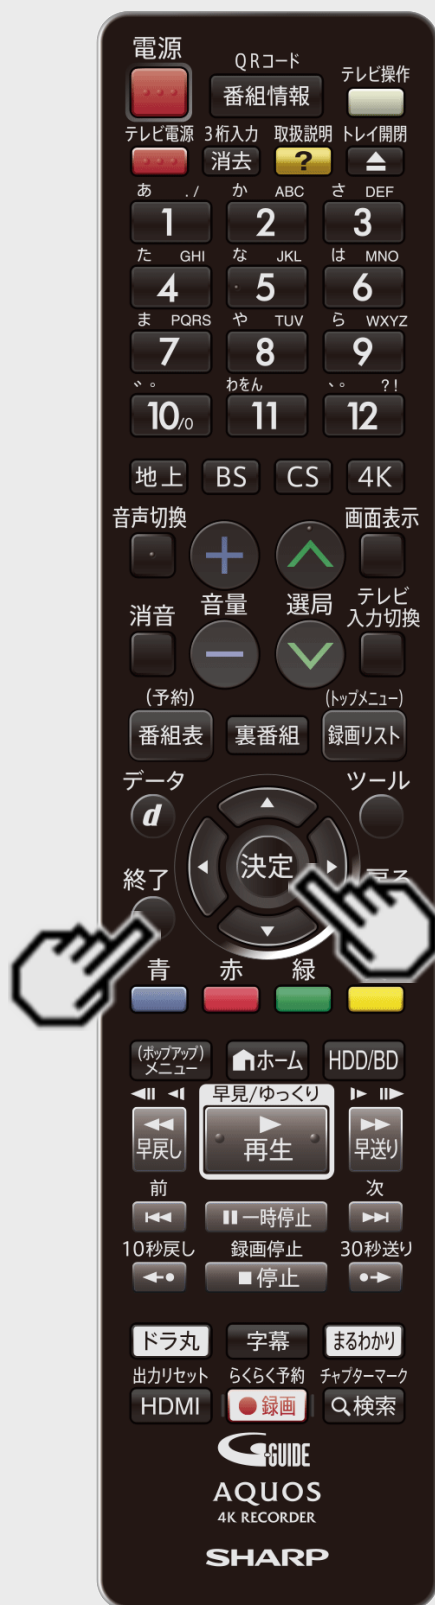 電源
QRコード
テレビ操作
番組情報
テレビ電源 3桁入力 取扱説明 トレイ開閉
消去 ?
あ ./ か ABC さ DEF
1 2 3
た GHI な JKL は MNO
4 5 6
ま PQRS や TUV ら WXYZ
7 8 9
゛゜ わをん 、。 ?!
10/0 11 12
地上 BS CS 4K
音声切換 画面表示
消音 音量 選局 テレビ
入力切換
(予約) (トップメニュー)
番組表 裏番組 録画リスト
データ ツール
d
決定
終了 戻る
青 赤 緑
(ポップアップ)
メニュー ホーム HDD/BD
早見/ゆっくり
早戻し 再生 早送り
前 次
一時停止
10秒戻し 録画停止 30秒送り
停止
ドラ丸 字幕 まるわかり
出力リセット らくらく予約 チャプターマーク
HDMI 録画 検索
G-GUIDE
AQUOS
4K RECORDER
SHARP